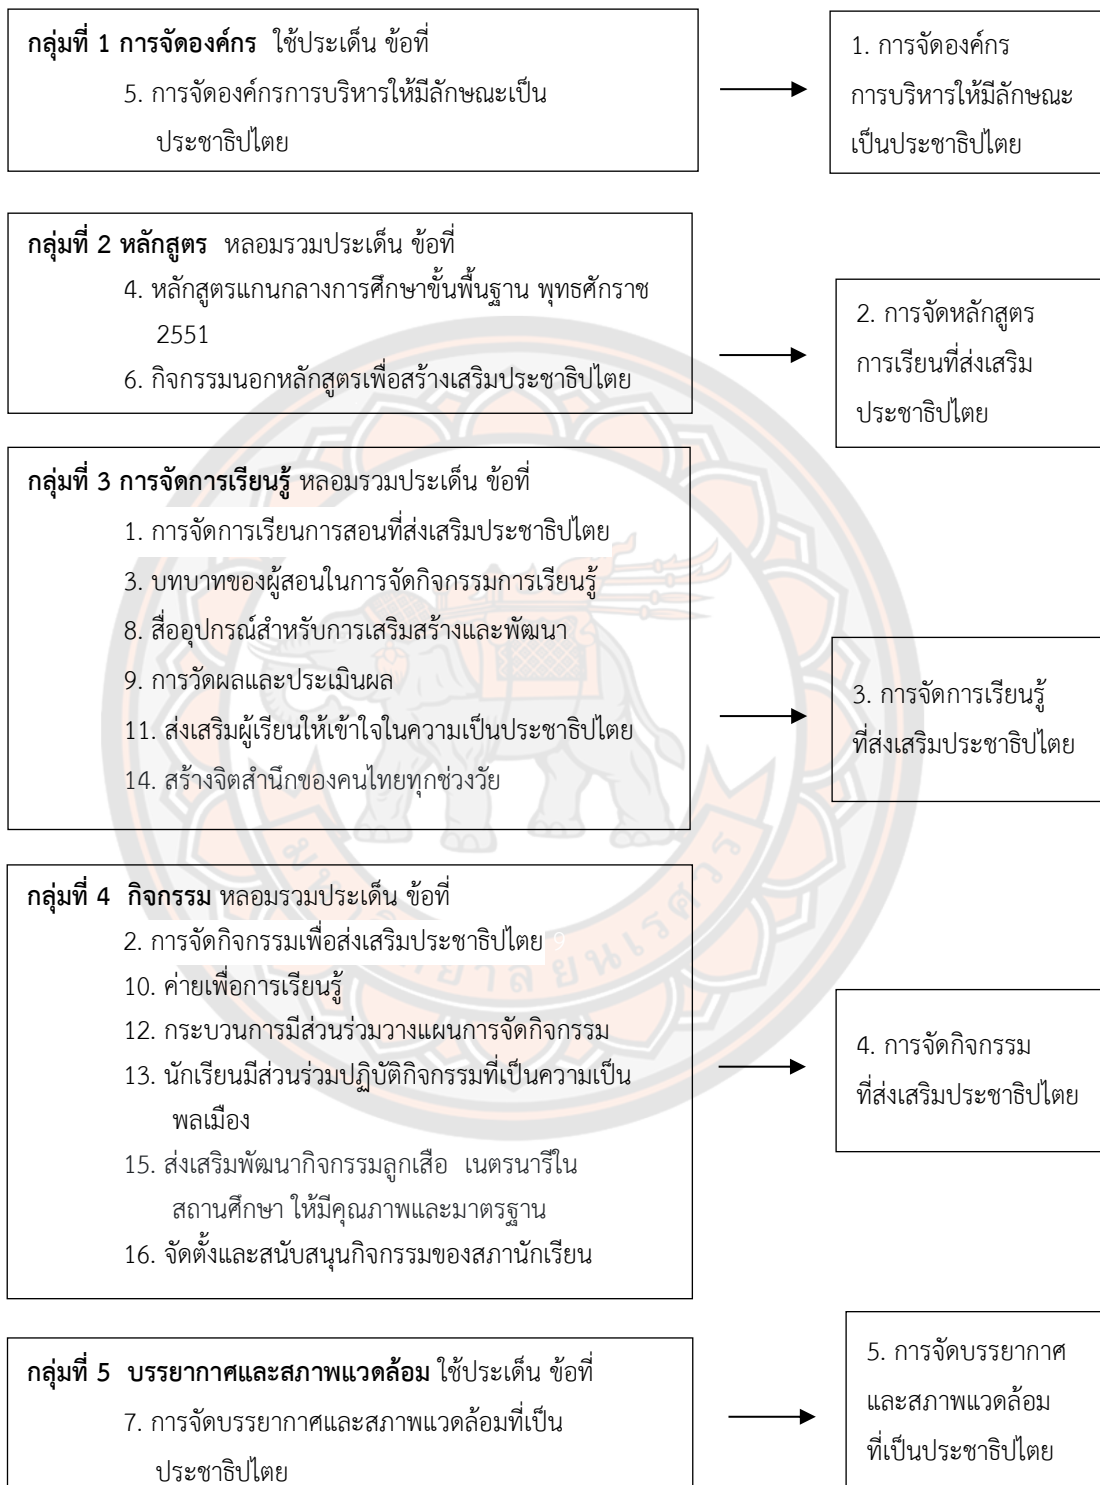 กลุ่มที่ 1 การจัดองค์กร ใช้ประเด็น ข้อที่
5. การจัดองค์กรการบริหารให้มีลักษณะเป็น
ประชาธิปไตย
1. การจัดองค์กร
การบริหารให้มีลักษณะ
เป็นประชาธิปไตย
กลุ่มที่ 2 หลักสูตร หลอมรวมประเด็น ข้อที่
4. หลักสูตรแกนกลางการศึกษาขั้นพื้นฐาน พุทธศักราช
2551
6. กิจกรรมนอกหลักสูตรเพื่อสร้างเสริมประชาธิปไตย
2. การจัดหลักสูตร
การเรียนที่ส่งเสริม
ประชาธิปไตย
กลุ่มที่ 3 การจัดการเรียนรู้ หลอมรวมประเด็น ข้อที่
1. การจัดการเรียนการสอนที่ส่งเสริมประชาธิปไตย
3. บทบาทของผู้สอนในการจัดกิจกรรมการเรียนรู้
8. สื่ออุปกรณ์สำหรับการเสริมสร้างและพัฒนา
9. การวัดผลและประเมินผล
11. ส่งเสริมผู้เรียนให้เข้าใจในความเป็นประชาธิปไตย
14. สร้างจิตสำนึกของคนไทยทุกช่วงวัย
3. การจัดการเรียนรู้
ที่ส่งเสริมประชาธิปไตย
กลุ่มที่ 4 กิจกรรม หลอมรวมประเด็น ข้อที่
2. การจัดกิจกรรมเพื่อส่งเสริมประชาธิปไตย 9
10. ค่ายเพื่อการเรียนรู้
12. กระบวนการมีส่วนร่วมวางแผนการจัดกิจกรรม
13. นักเรียนมีส่วนร่วมปฏิบัติกิจกรรมที่เป็นความเป็น
พลเมือง
15. ส่งเสริมพัฒนากิจกรรมลูกเสือ เนตรนารีใน
สถานศึกษา ให้มีคุณภาพและมาตรฐาน
16. จัดตั้งและสนับสนุนกิจกรรมของสภานักเรียน
4. การจัดกิจกรรม
ที่ส่งเสริมประชาธิปไตย
กลุ่มที่ 5 บรรยากาศและสภาพแวดล้อม ใช้ประเด็น ข้อที่
7. การจัดบรรยากาศและสภาพแวดล้อมที่เป็น
ประชาธิปไตย
5. การจัดบรรยากาศ
และสภาพแวดล้อม
ที่เป็นประชาธิปไตย